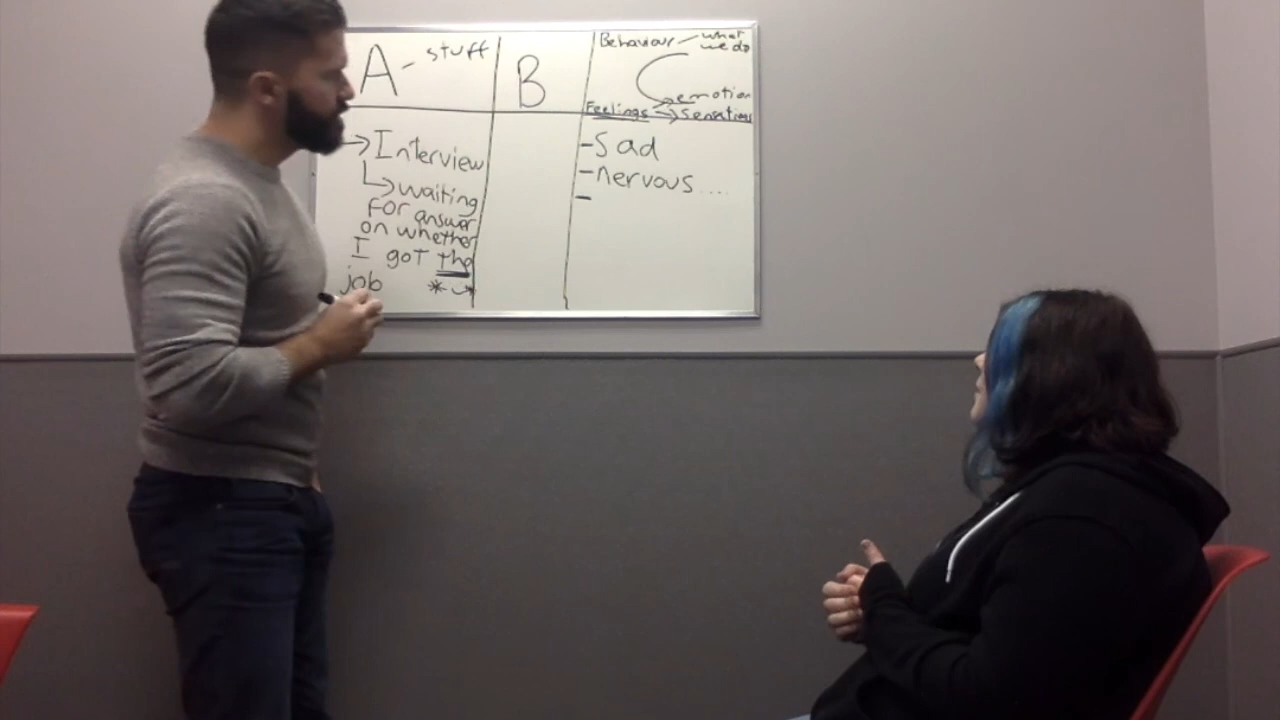 A - stuff
B
Behaviour - what
we do
emotion
Feelings → sensations
→ Interview
↳ waiting
for answer
on whether
I got the
job
- Sad
- nervous....
-